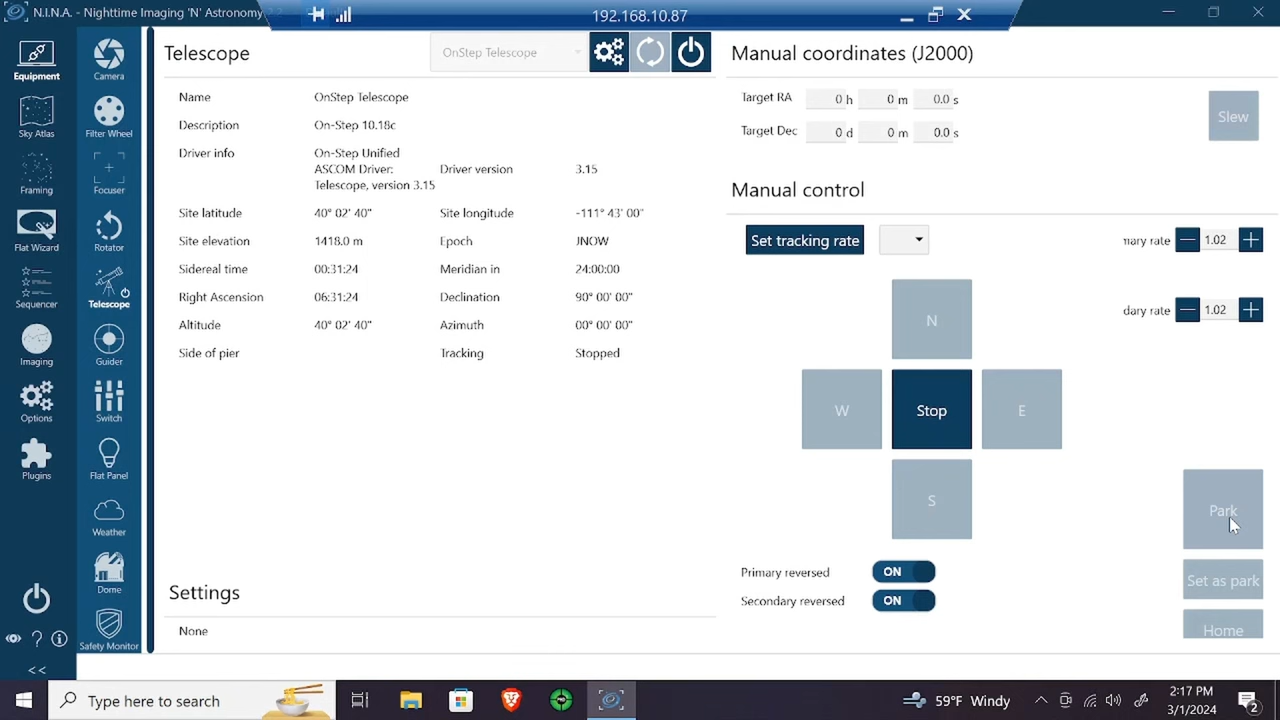 N.I.N.A. - Nighttime Imaging 'N' Astronomy
192.168.10.87
Equipment
Sky Atlas
Framing
Flat Wizard
Sequencer
Imaging
Options
Plugins
<<
Camera
Filter Wheel
Focuser
Rotator
Telescope
Guider
Switch
Flat Panel
Weather
Dome
Safety Monitor
Telescope
OnStep Telescope
Name OnStep Telescope
Description On-Step 10.18c
Driver info On-Step Unified
ASCOM Driver:
Telescope, version 3.15
Driver version 3.15
Site latitude 40° 02' 40" Site longitude -111° 43' 00"
Site elevation 1418.0 m Epoch JNOW
Sidereal time 00:31:24 Meridian in 24:00:00
Right Ascension 06:31:24 Declination 90° 00' 00"
Altitude 40° 02' 40" Azimuth 00° 00' 00"
Side of pier Tracking Stopped
Settings
None
Manual coordinates (J2000)
Target RA 0 h 0 m 0.0 s
Target Dec 0 d 0 m 0.0 s
Slew
Manual control
Set tracking rate
rate 1.02
dary rate 1.02
N
W Stop E
S
Primary reversed ON
Secondary reversed ON
Park
Set as park
Home
Type here to search
59°F Windy
2:17 PM
3/1/2024
2